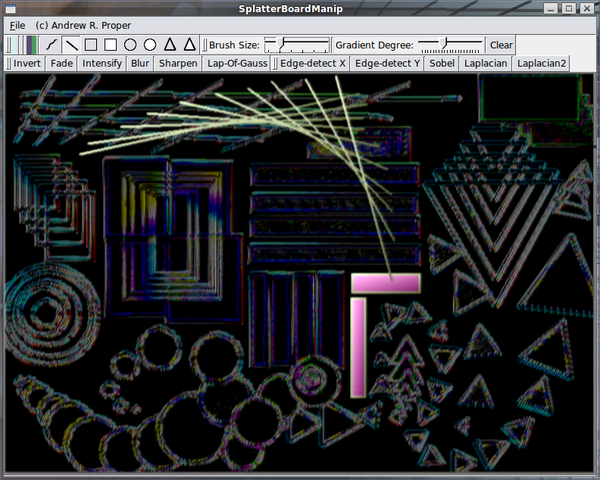 SplatterBoardManip
File (c) Andrew R. Proper
Brush Size: Gradient Degree: Clear
Invert Fade Intensify Blur Sharpen Lap-Of-Gauss Edge-detect X Edge-detect Y Sobel Laplacian Laplacian2